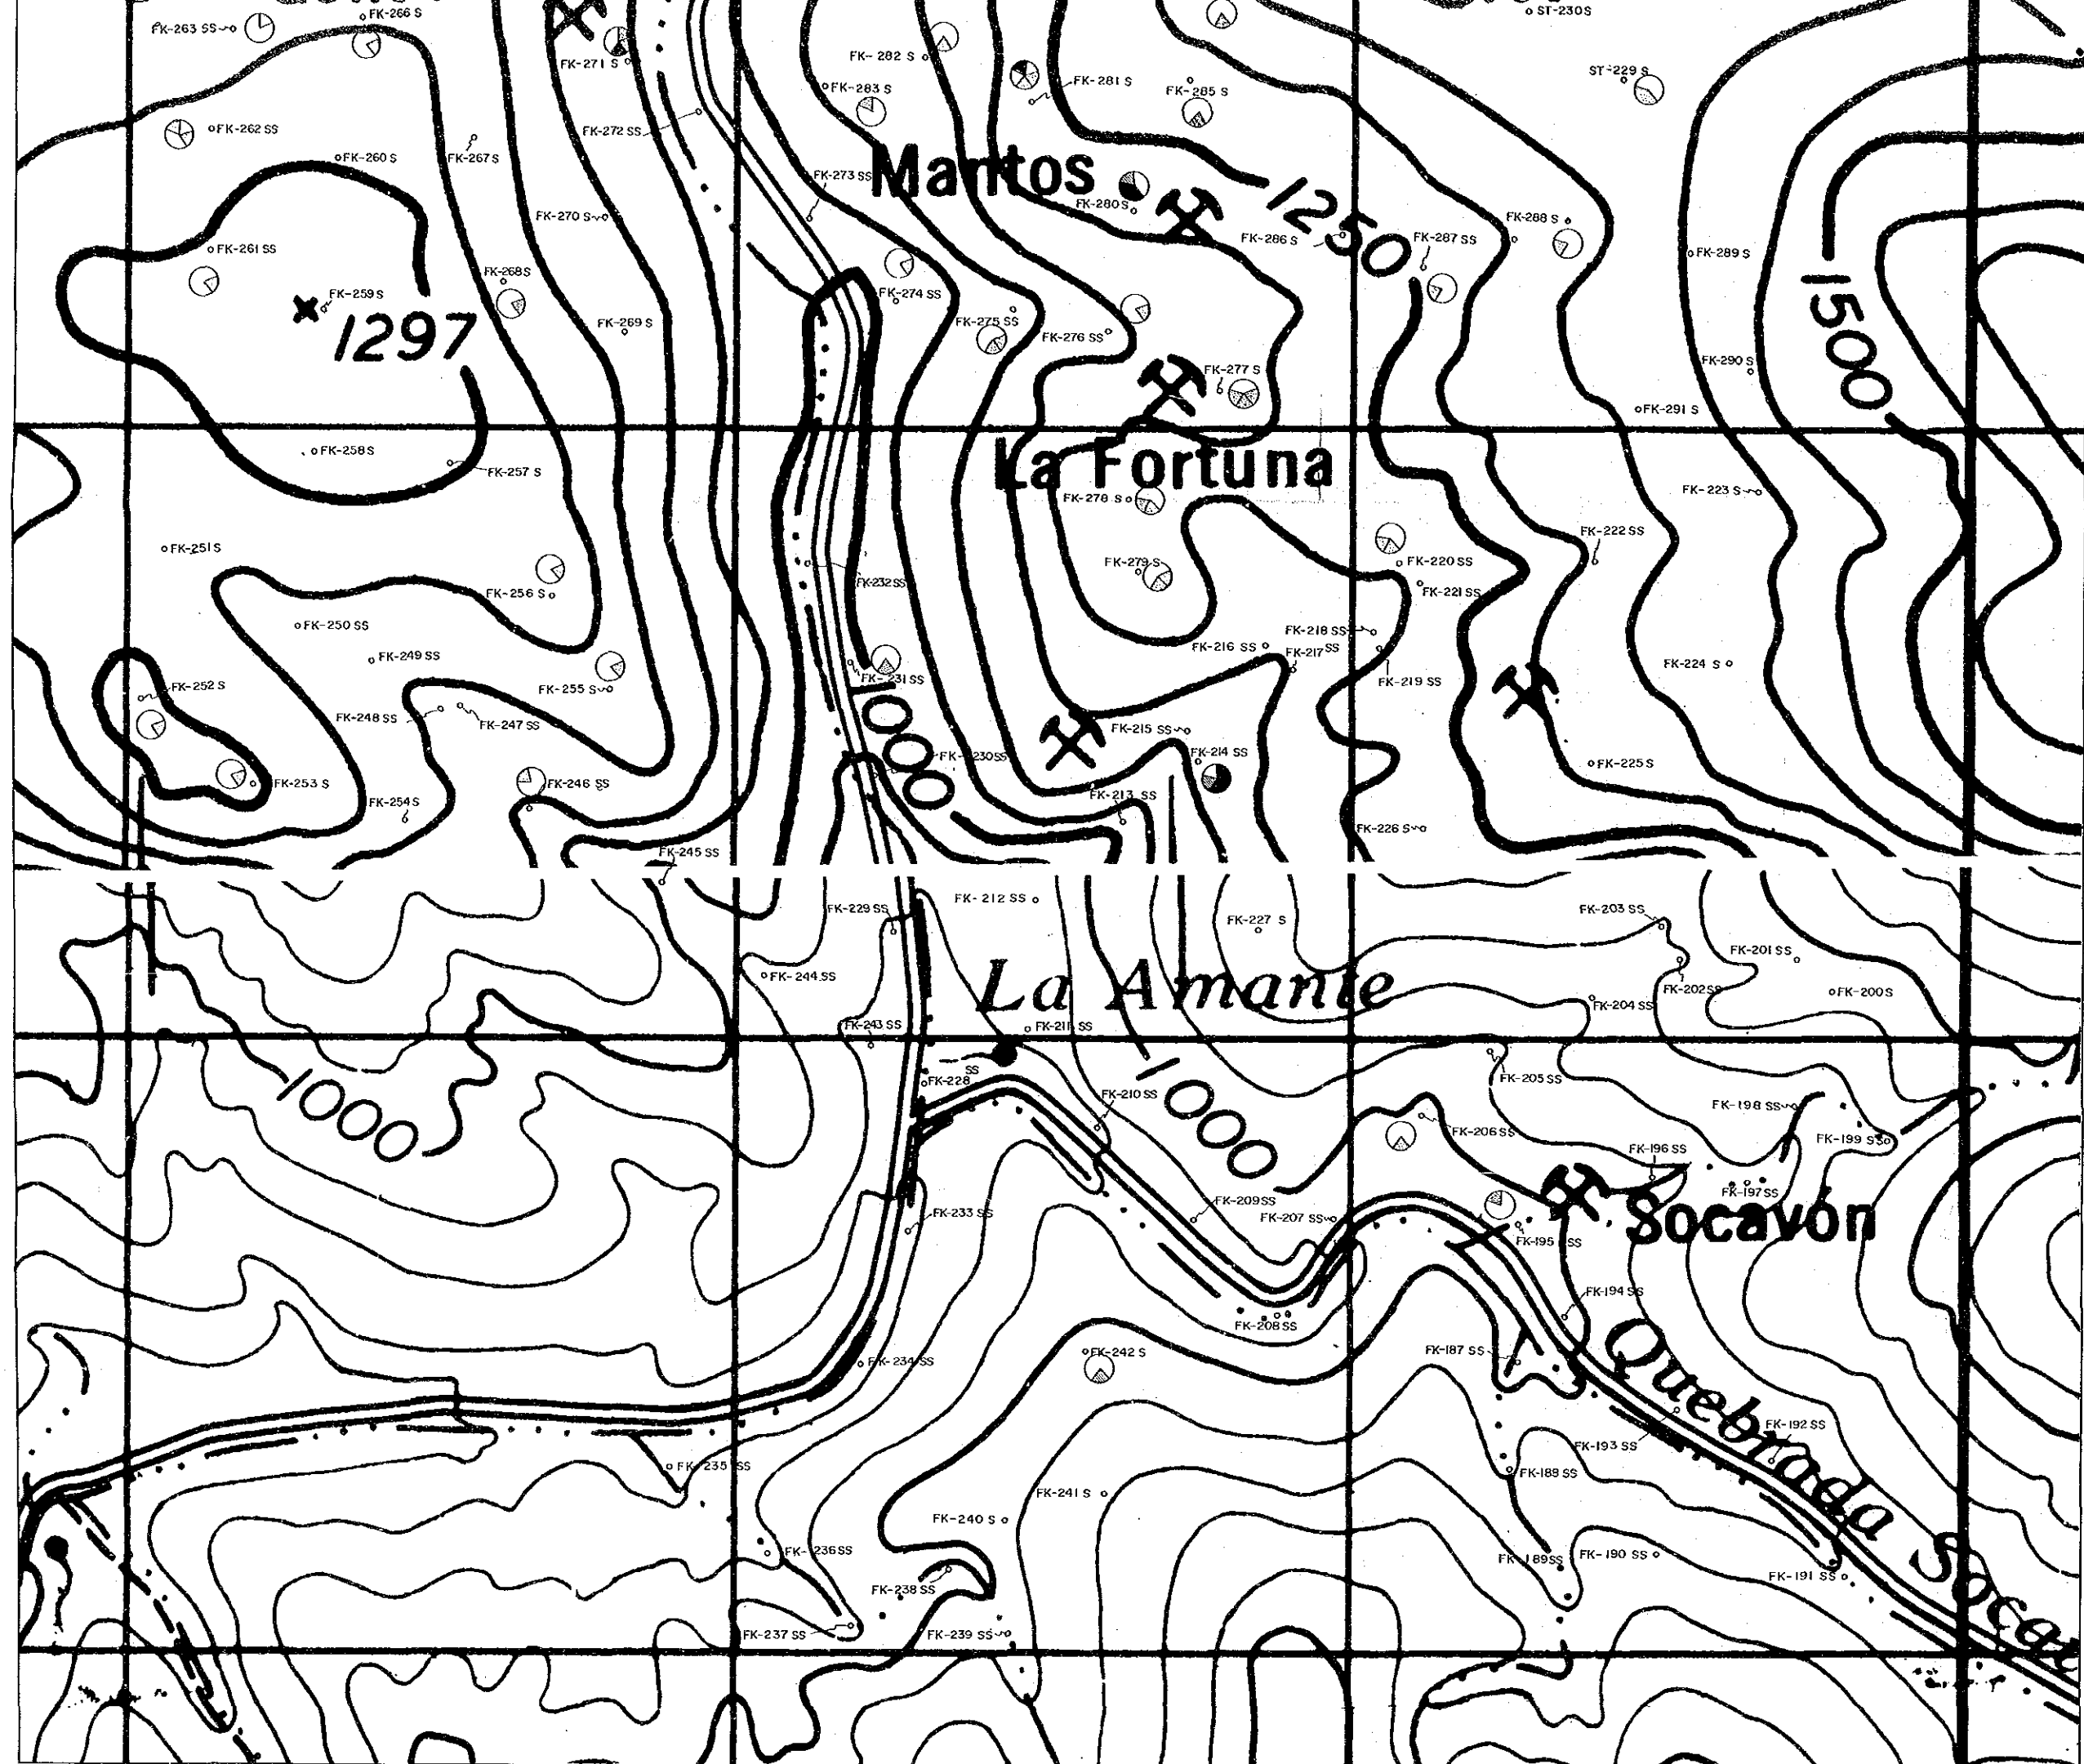 FK-266 S
ST-230S
FK-263 SS
FK-282 S
FK-271 S
ST-229 S
FK-281 S
FK-283 S
FK-285 S
FK-262 SS
FK-272 SS
FK-260 S
FK-267 S
Mantos
FK-273 SS
FK-280 S
1250
FK-270 S
FK-288 S
FK-286 S
FK-287 SS
FK-261 SS
FK-289 S
FK-268 S
FK-259 S
FK-274 SS
1297
FK-269 S
FK-275 SS
FK-276 SS
1500
FK-290 S
FK-277 S
FK-291 S
FK-258 S
La Fortuna
FK-257 S
FK-278 S
FK-223 S
FK-222 SS
FK-251 S
FK-279 S
FK-220 SS
FK-232 SS
FK-256 S
FK-221 SS
FK-250 SS
FK-218 SS
FK-216 SS
FK-217 SS
FK-249 SS
FK-224 S
FK-252 S
FK-255 S
FK-231 SS
FK-219 SS
1000
FK-248 SS
FK-247 SS
FK-215 SS
FK-230 SS
FK-214 SS
FK-225 S
FK-253 S
FK-246 SS
FK-254 S
FK-213 SS
FK-226 S
FK-245 SS
FK-212 SS
FK-229 SS
FK-227 S
FK-203 SS
FK-201 SS
FK-244 SS
La Amante
FK-202 SS
FK-200 S
FK-204 SS
FK-243 SS
FK-211 SS
FK-228 SS
FK-205 SS
1000
1000
FK-210 SS
FK-198 SS
FK-206 SS
FK-199 SS
FK-196 SS
FK-197 SS
FK-209 SS
FK-207 SS
Socavón
FK-233 SS
FK-195 SS
FK-194 SS
FK-208 SS
FK-187 SS
FK-242 S
FK-234 SS
Quebrada Socav
FK-192 SS
FK-193 SS
FK-235 SS
FK-188 SS
FK-241 S
FK-240 S
FK-236 SS
FK-189 SS
FK-190 SS
FK-191 SS
FK-238 SS
FK-237 SS
FK-239 SS